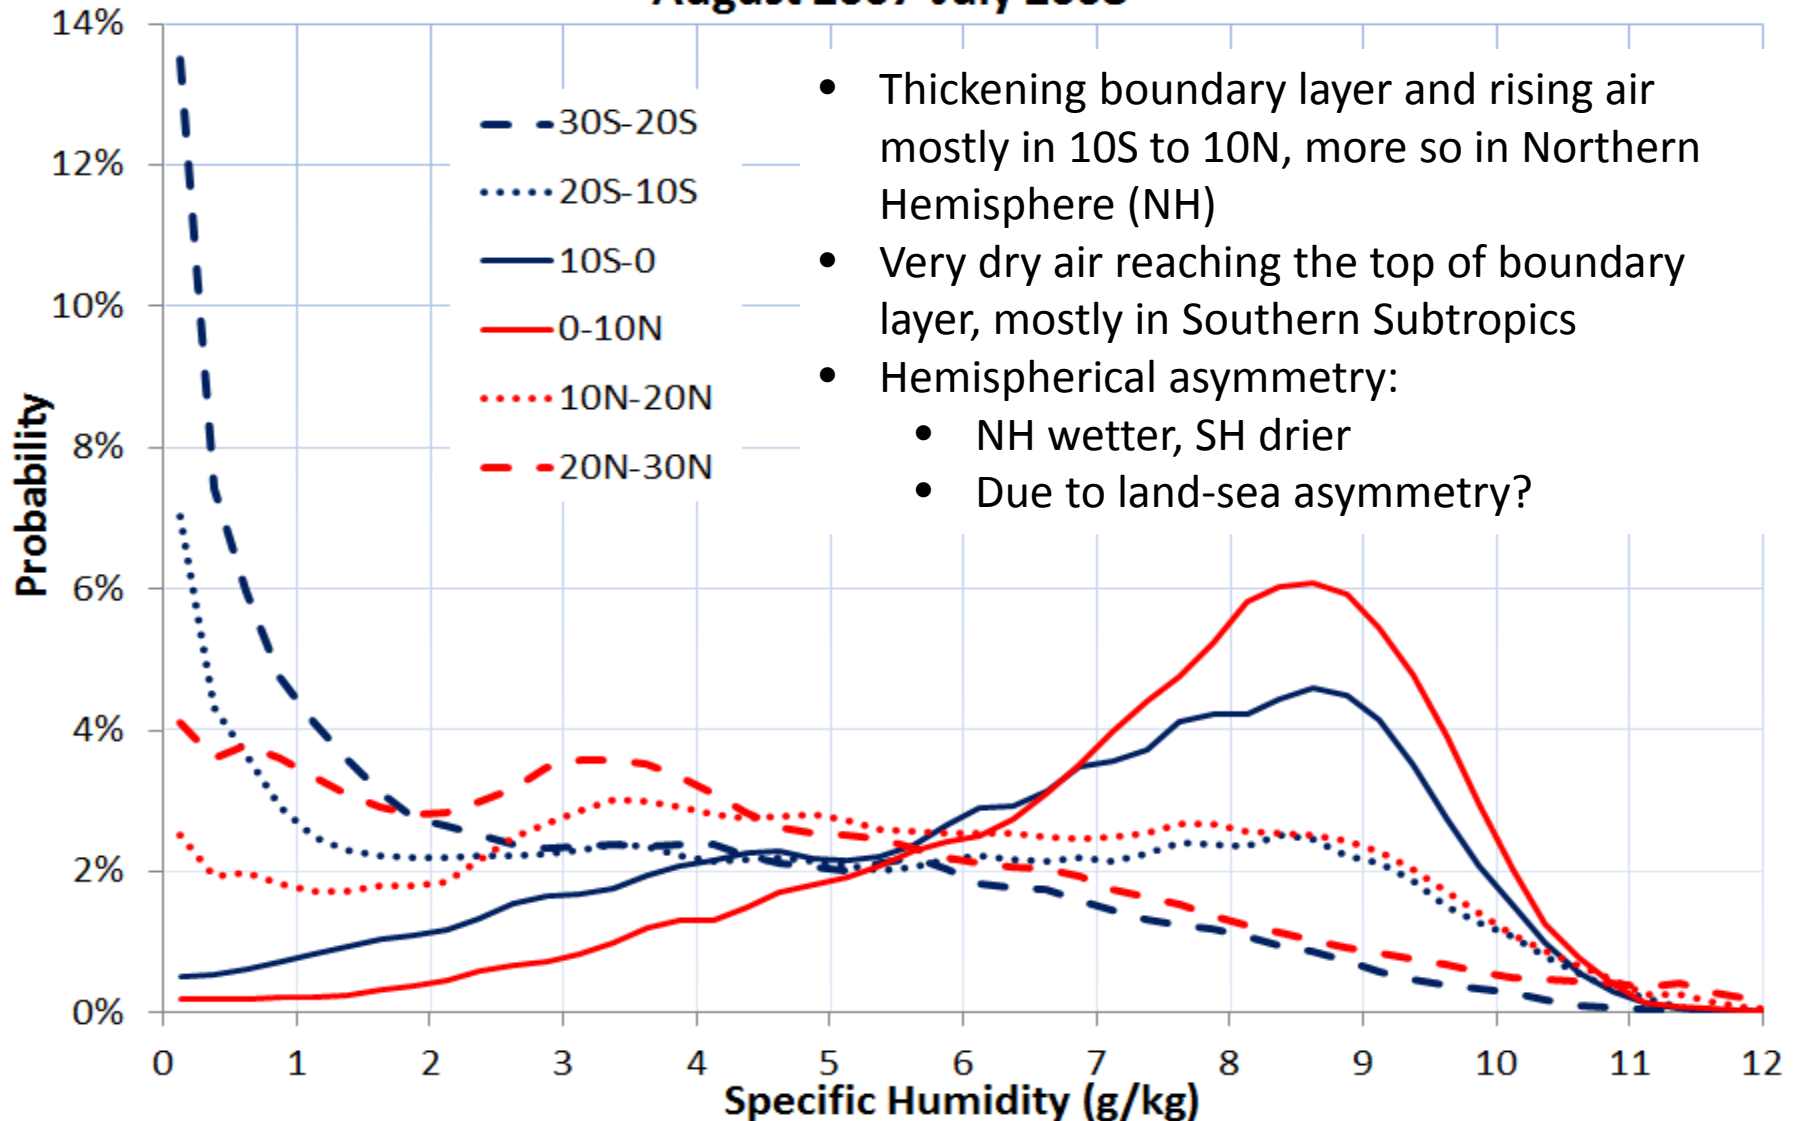 14%
12%
10%
8%
6%
4%
2%
0%
Probability
30S-20S
20S-10S
10S-0
0-10N
10N-20N
20N-30N
• Thickening boundary layer and rising air
mostly in 10S to 10N, more so in Northern
Hemisphere (NH)
• Very dry air reaching the top of boundary
layer, mostly in Southern Subtropics
• Hemispherical asymmetry:
• NH wetter, SH drier
• Due to land-sea asymmetry?
0 1 2 3 4 5 6 7 8 9 10 11 12
Specific Humidity (g/kg)